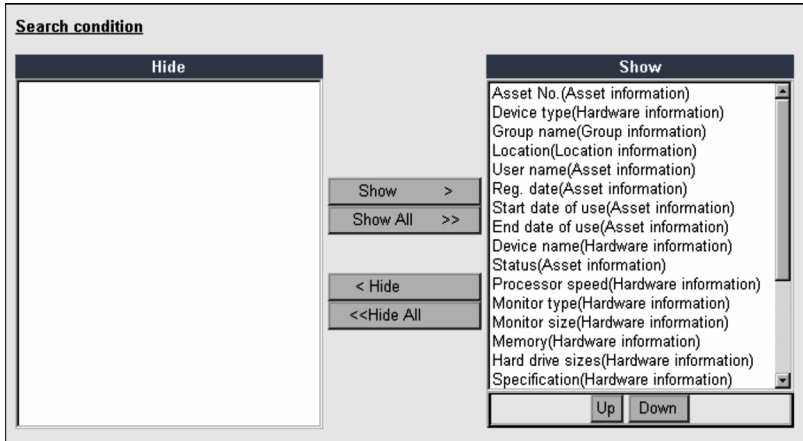 Search condition
Hide
Show
Asset No.(Asset information)
Device type(Hardware information)
Group name(Group information)
Location(Location information)
User name(Asset information)
Reg. date(Asset information)
Start date of use(Asset information)
End date of use(Asset information)
Device name(Hardware information)
Status(Asset information)
Processor speed(Hardware information)
Monitor type(Hardware information)
Monitor size(Hardware information)
Memory(Hardware information)
Hard drive sizes(Hardware information)
Specification(Hardware information)
Show >
Show All >>
< Hide
<<Hide All
Up Down